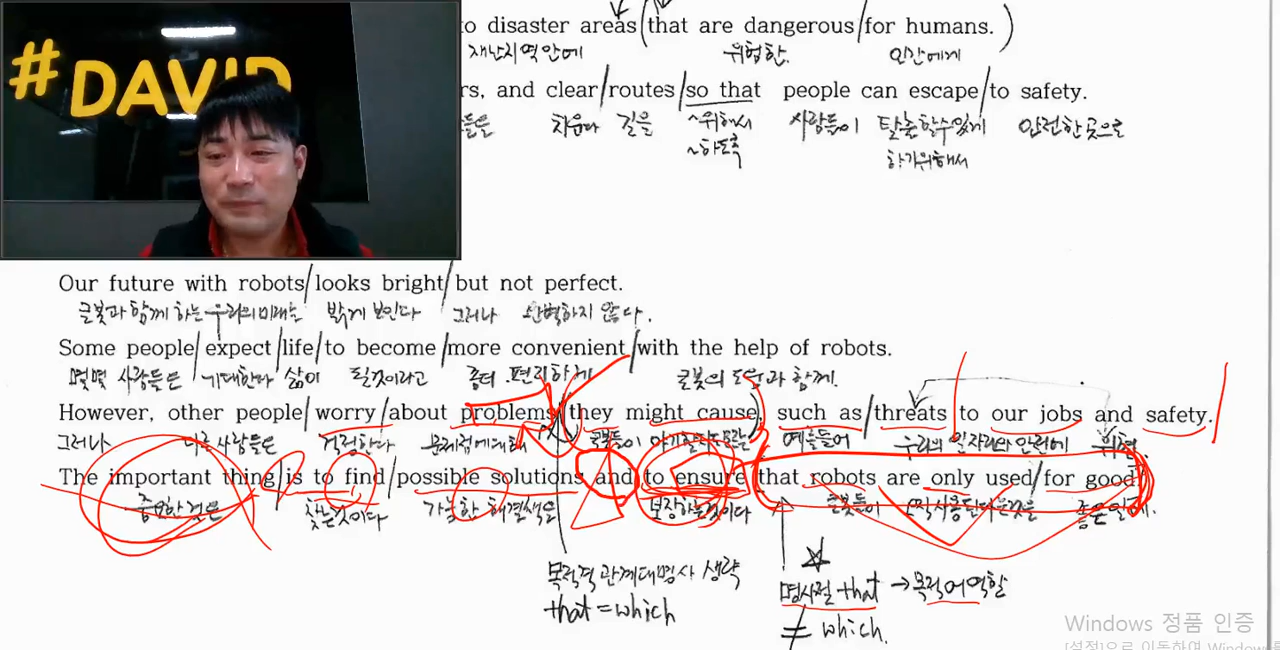 #DAVID
to disaster areas (that are dangerous/for humans.)
재난지역안에 위험한. 인간에게
rs, and clear/routes/so that people can escape/to safety.
들을 치운다 길을 ~위해서 사람들이 탈출할수있게 안전한곳으로
~하도록 하기위해서
Our future with robots/looks bright/but not perfect.
로봇과 함께 하는 우리의 미래는 밝게 보인다 그러나 완벽하지 않다.
Some people/expect/life/to become/more convenient/with the help of robots.
몇몇 사람들은 기대한다 삶이 될것이라고 좀더 편리하게 로봇의 도움과 함께.
However, other people/worry/about problems (they might cause), such as/threats to our jobs and safety.
그러나 다른사람들은 걱정한다 문제점에대해 로봇들이 예를들어 우리의 일자리와 안전에 위협.
The important thing/is to find/possible solutions and to ensure that robots are only used/for good.
중요한것은 찾는것이다 가능한 해결책을 보장하는것이다 로봇들이 오직사용된다는것을 좋은일에.
목적격 관계대명사 생략
that = which
☆
명사절 that → 목적어역할
≠ which.
Windows 정품 인증